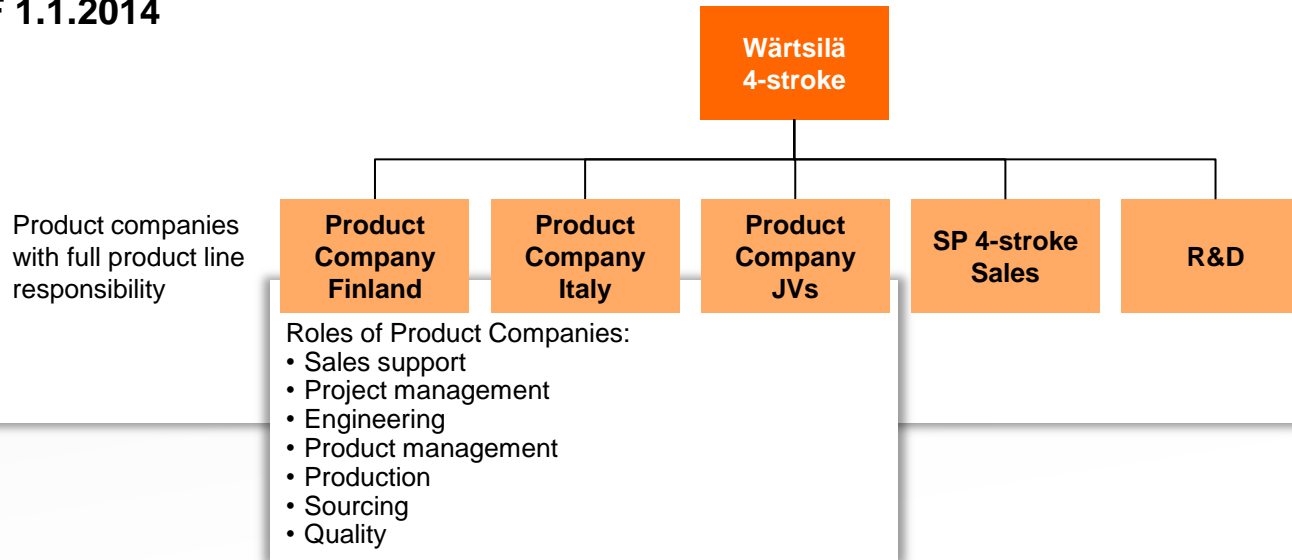 1.1.2014
Wärtsilä
4-stroke
Product companies
with full product line
responsibility
Product
Company
Finland
Product
Company
Italy
Product
Company
JVs
SP 4-stroke
Sales
R&D
Roles of Product Companies:
• Sales support
• Project management
• Engineering
• Product management
• Production
• Sourcing
• Quality